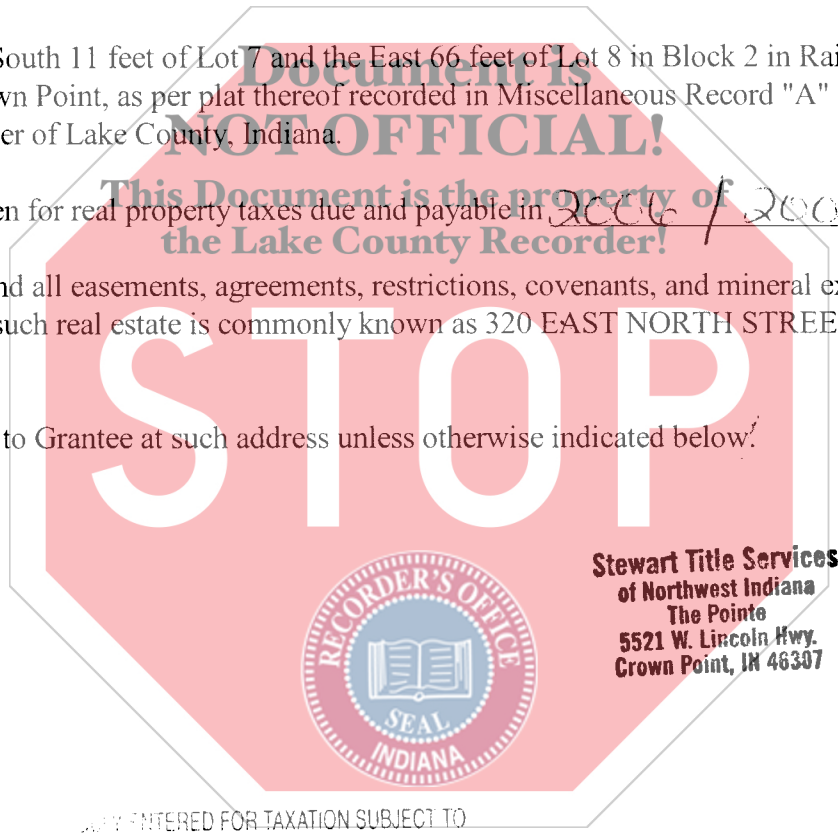 South 11 feet of Lot 7 and the East 66 feet of Lot 8 in Block 2 in Rai
Document is
wn Point, as per plat thereof recorded in Miscellaneous Record "A"
NOT OFFICIAL!
er of Lake County, Indiana.
This Document is the property of
en for real property taxes due and payable in 2006 / 200
the Lake County Recorder!
nd all easements, agreements, restrictions, covenants, and mineral ex
such real estate is commonly known as 320 EAST NORTH STREE
STOP
to Grantee at such address unless otherwise indicated below.
Stewart Title Services
of Northwest Indiana
The Pointe
5521 W. Lincoln Hwy.
Crown Point, IN 46307
RECORDER'S OFFICE
SEAL
INDIANA
ENTERED FOR TAXATION SUBJECT TO